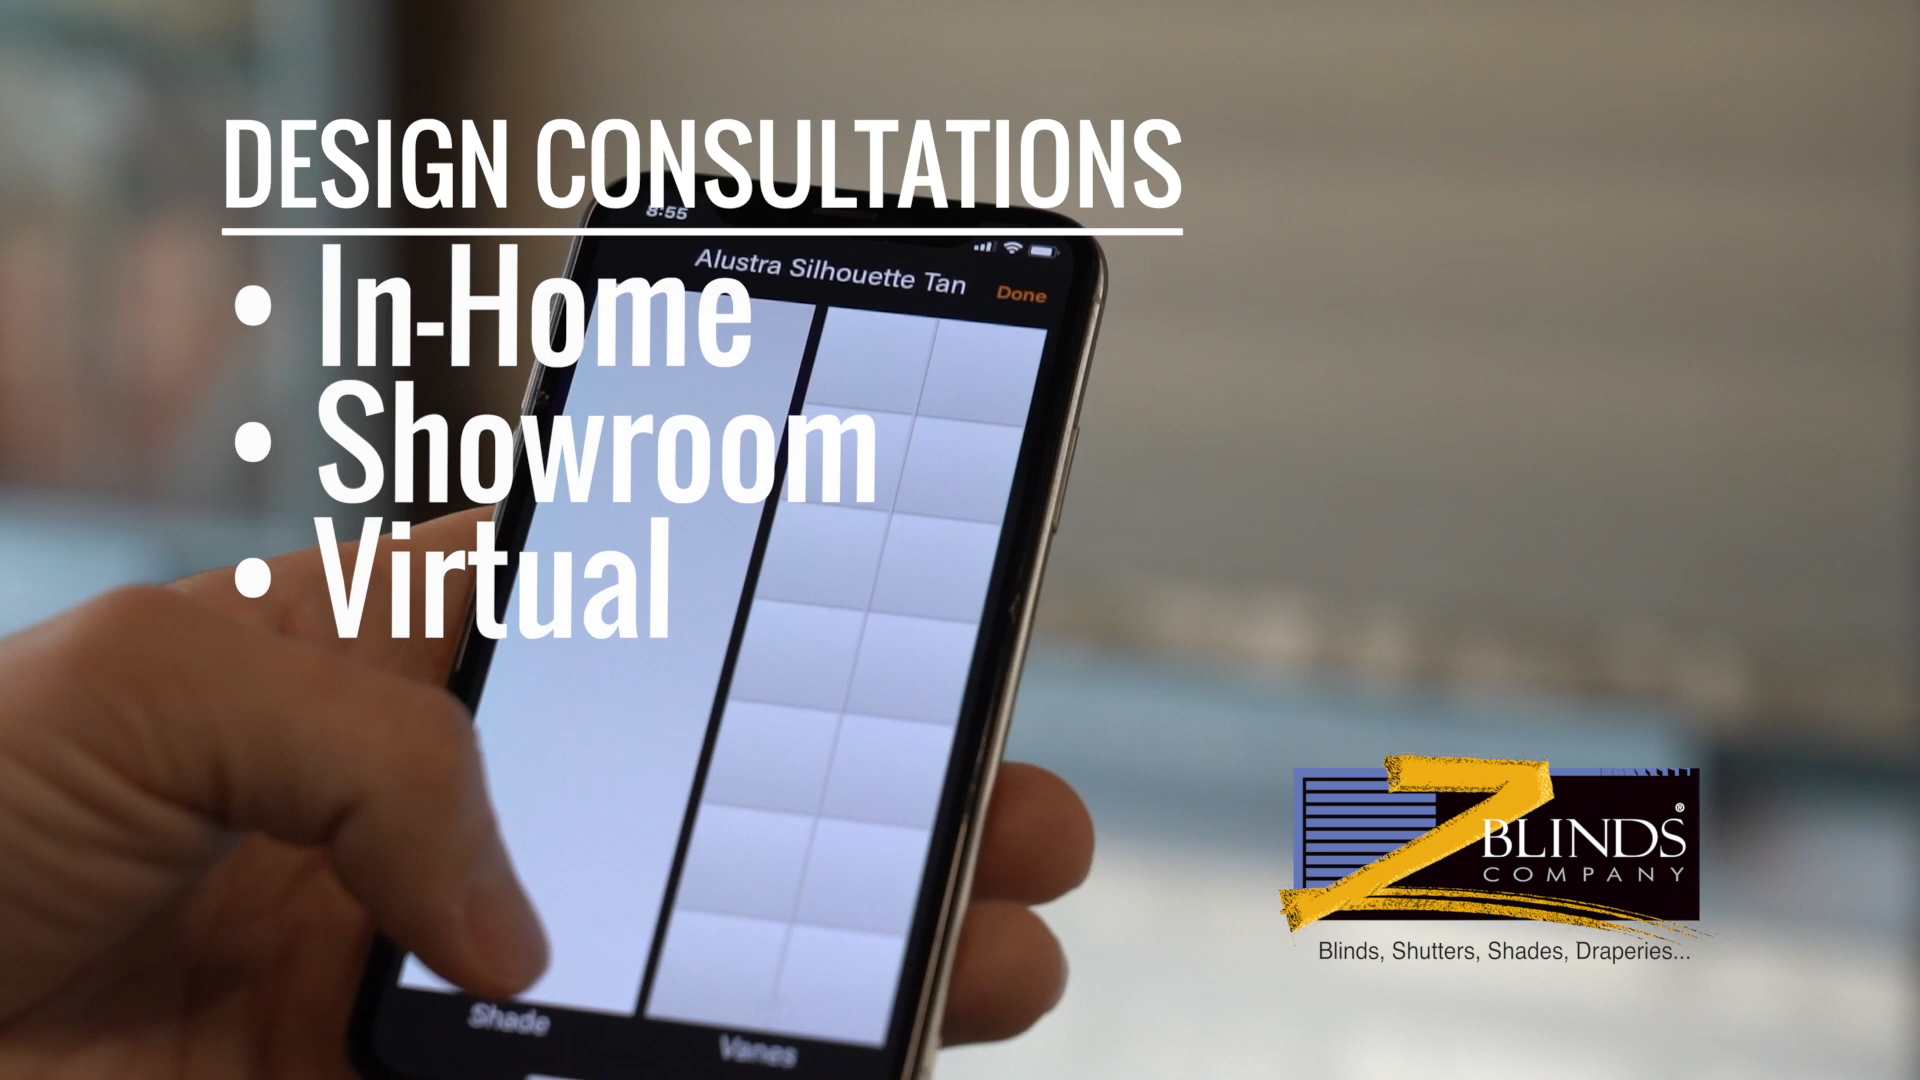 DESIGN CONSULTATIONS
8:55
Alustra Silhouette Tan
Done
• In-Home
• Showroom
• Virtual
Z BLINDS®
COMPANY
Blinds, Shutters, Shades, Draperies...
Shade
Vanes